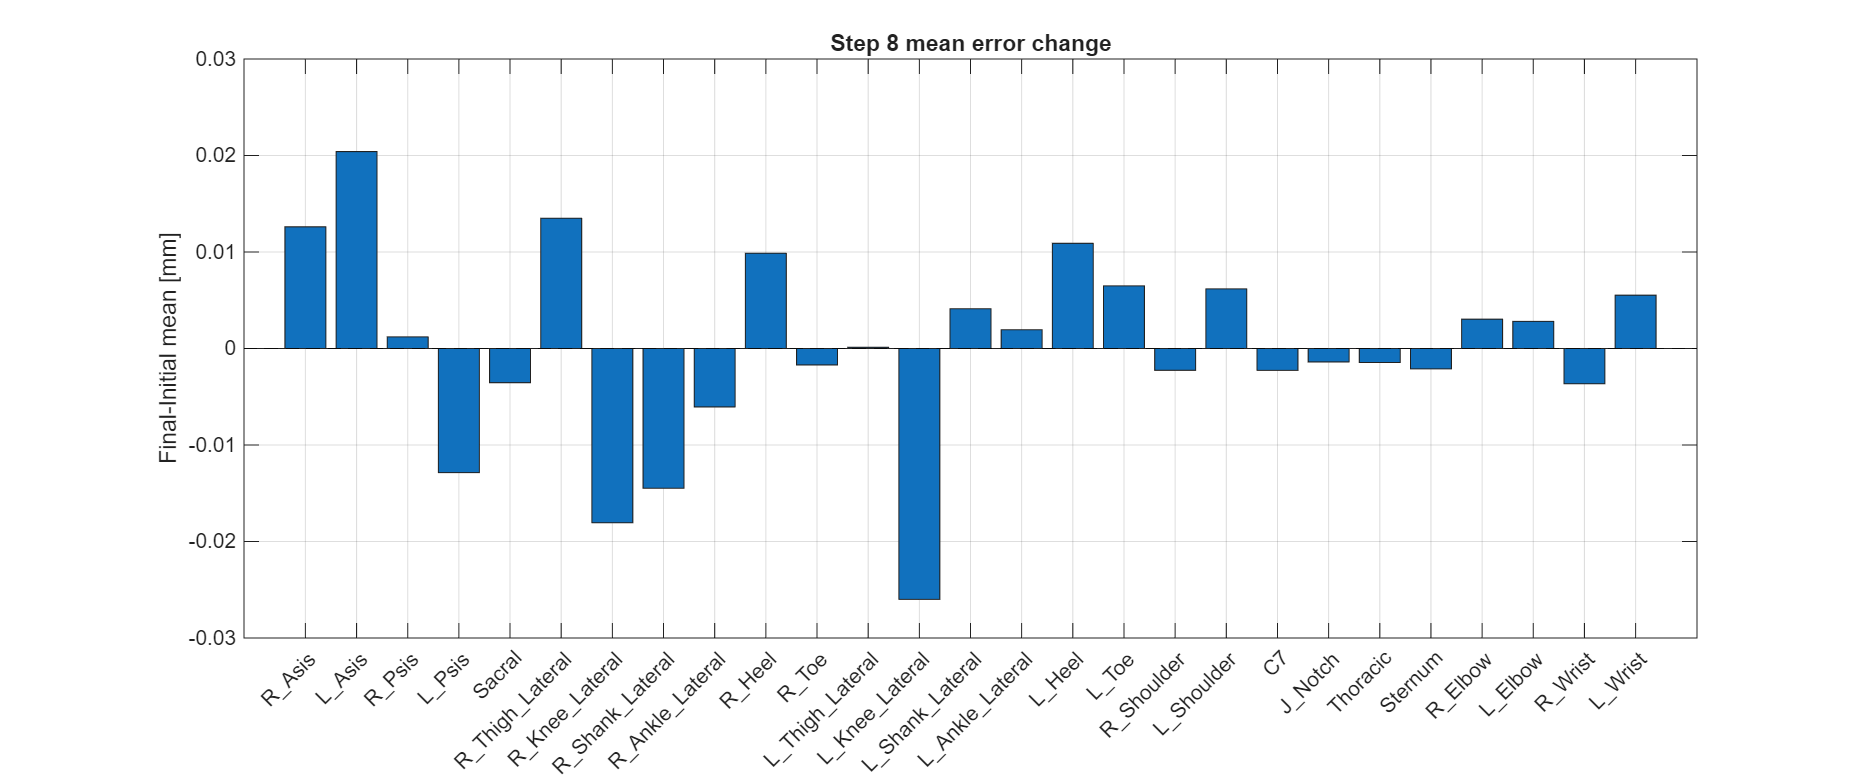 Step 8 mean error change
Final-Initial mean [mm]
0.03
0.02
0.01
0
-0.01
-0.02
-0.03
R_Asis
L_Asis
R_Psis
L_Psis
Sacral
R_Thigh_Lateral
R_Knee_Lateral
R_Shank_Lateral
R_Ankle_Lateral
R_Heel
R_Toe
L_Thigh_Lateral
L_Knee_Lateral
L_Shank_Lateral
L_Ankle_Lateral
L_Heel
L_Toe
R_Shoulder
L_Shoulder
C7
J_Notch
Thoracic
Sternum
R_Elbow
L_Elbow
R_Wrist
L_Wrist